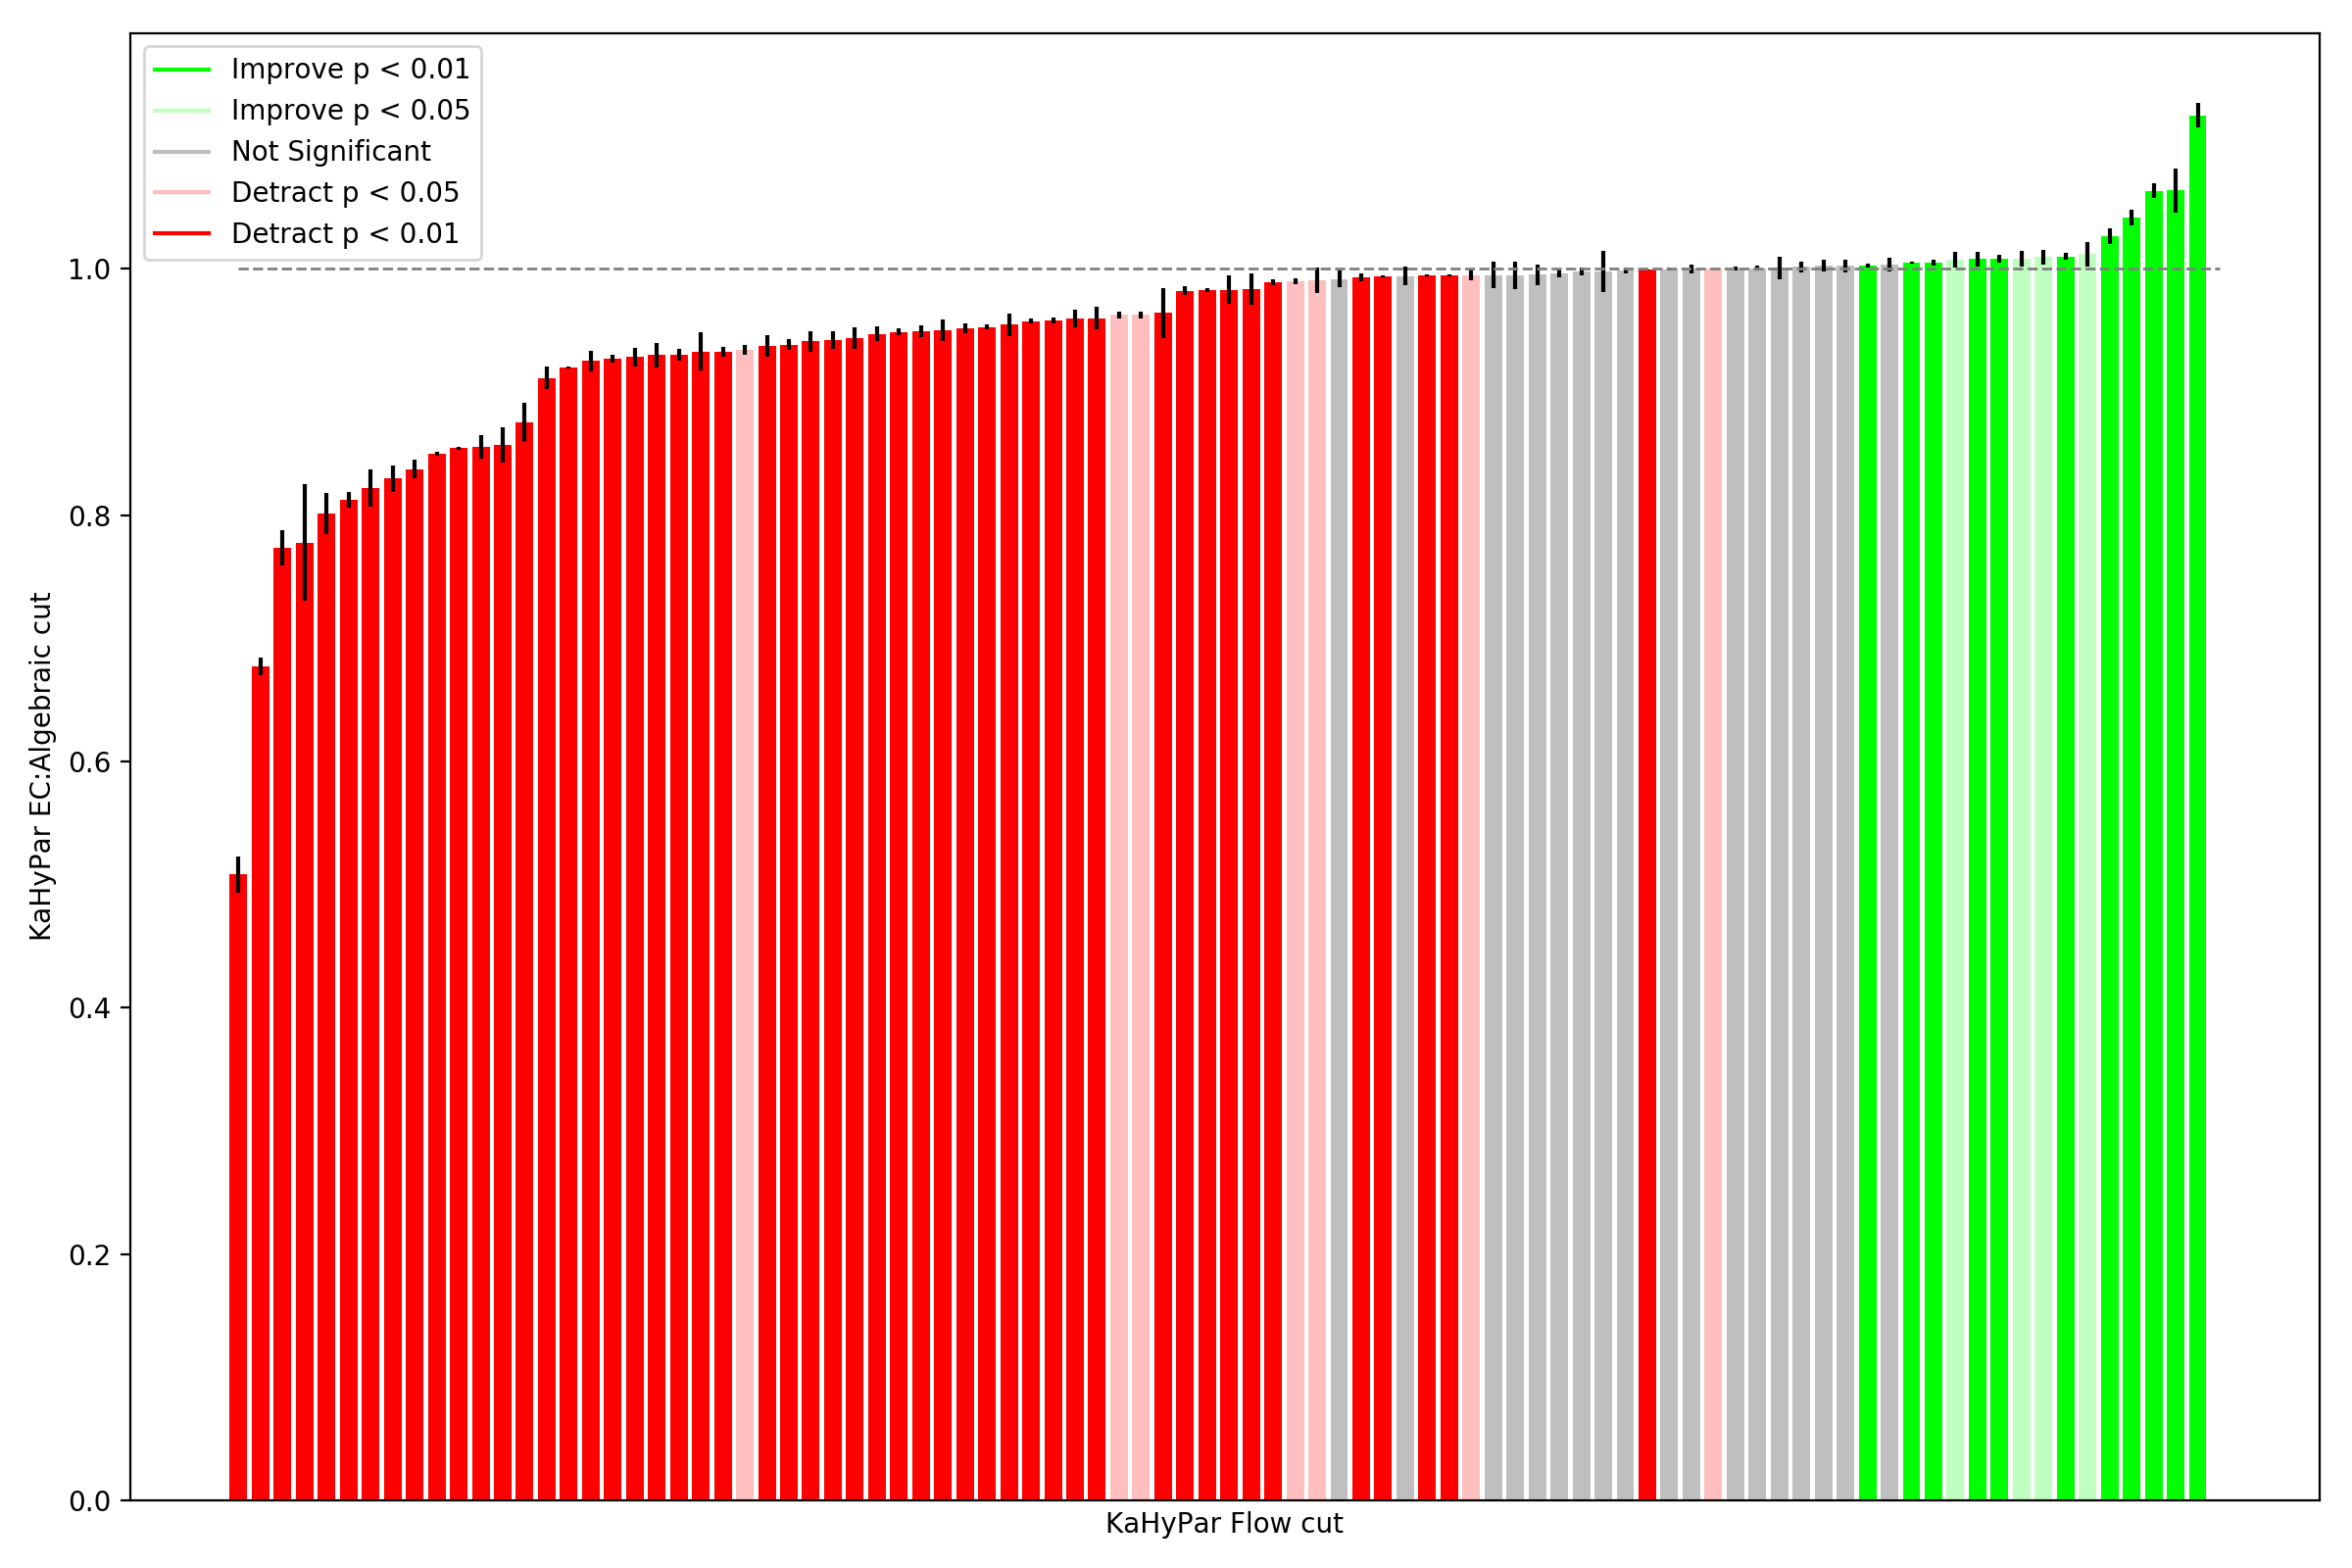 Improve p < 0.01
Improve p < 0.05
Not Significant
Detract p < 0.05
Detract p < 0.01
1.0
0.8
0.6
0.4
0.2
0.0
KaHyPar EC:Algebraic cut
KaHyPar Flow cut